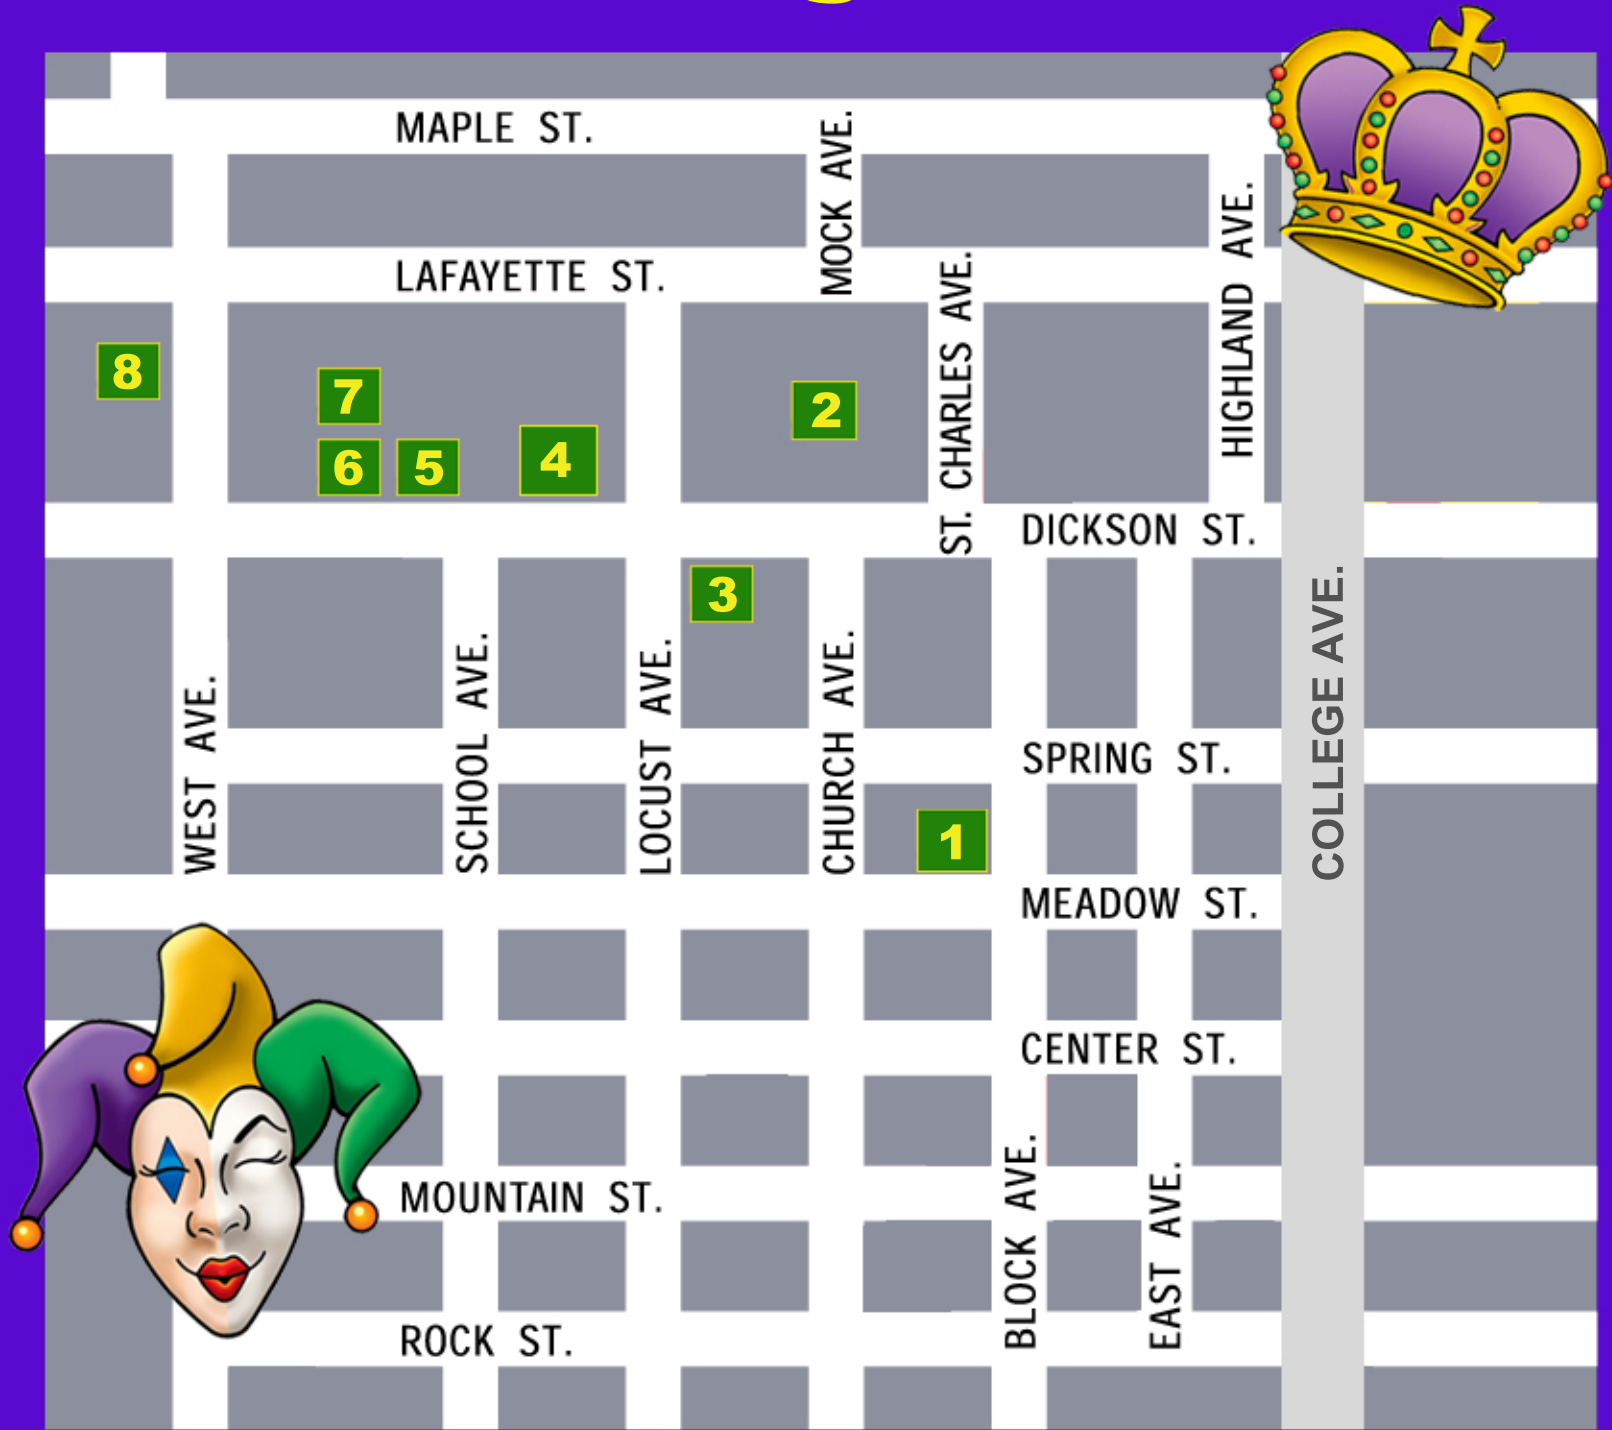 MAPLE ST.
MOCK AVE.
LAFAYETTE ST.
ST. CHARLES AVE.
HIGHLAND AVE.
8
7
2
6
5
4
DICKSON ST.
3
WEST AVE.
SCHOOL AVE.
LOCUST AVE.
CHURCH AVE.
SPRING ST.
COLLEGE AVE.
1
MEADOW ST.
CENTER ST.
MOUNTAIN ST.
BLOCK AVE.
EAST AVE.
ROCK ST.